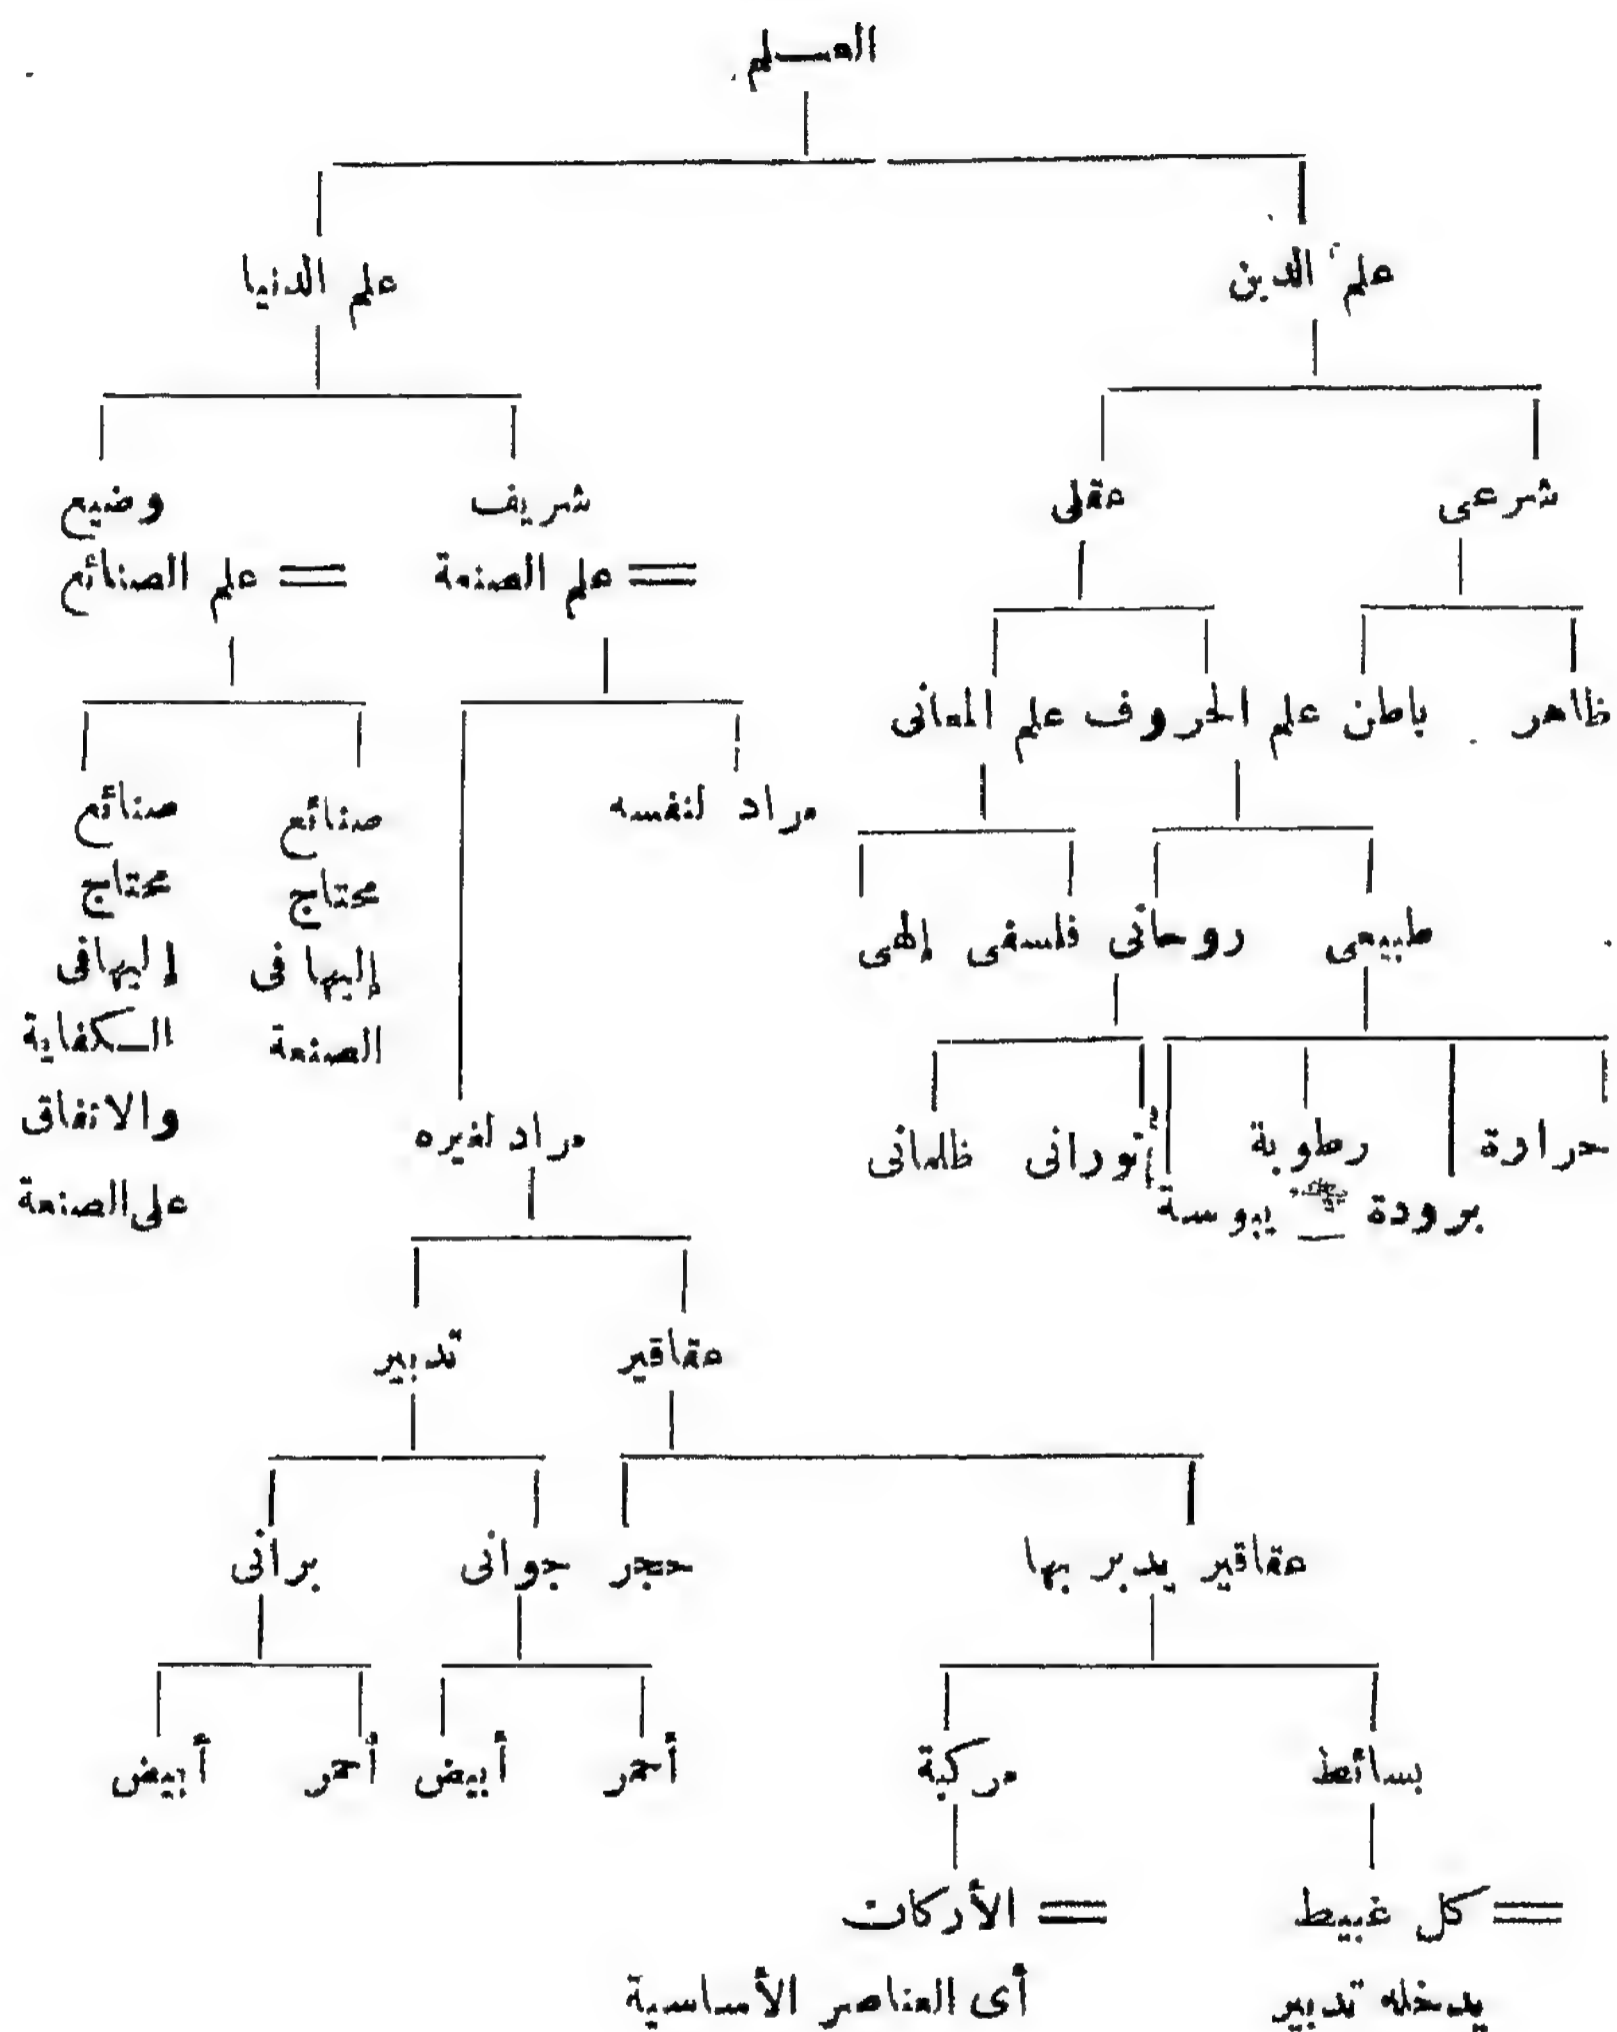 العـــلم
علم الدين
علم الدنيا
شرعى
عقلى
شريف
وضيع
= علم الصنعة
= علم الصنائع
ظاهر
باطن
علم الحروف
علم المعانى
مراد لنفسه
صنائع
محتاج
إليها فى
الصنعة
صنائع
محتاج
إليها فى
الــكفاية
والاتفاق
على الصنعة
طبيعى
روحانى
فلسفى
إلهى
حرارة
برودة
رطوبة
يبوسة
نورانى
ظلمانى
مراد لغيره
عقاقير
تدبير
عقاقير يدبر بها
حجر
جوانى
برانى
بسائط
مركبة
أحمر
أبيض
أحمر
أبيض
= كل غبيط
يدخله تدبير
= الأركان
أى العناصر الأساسية